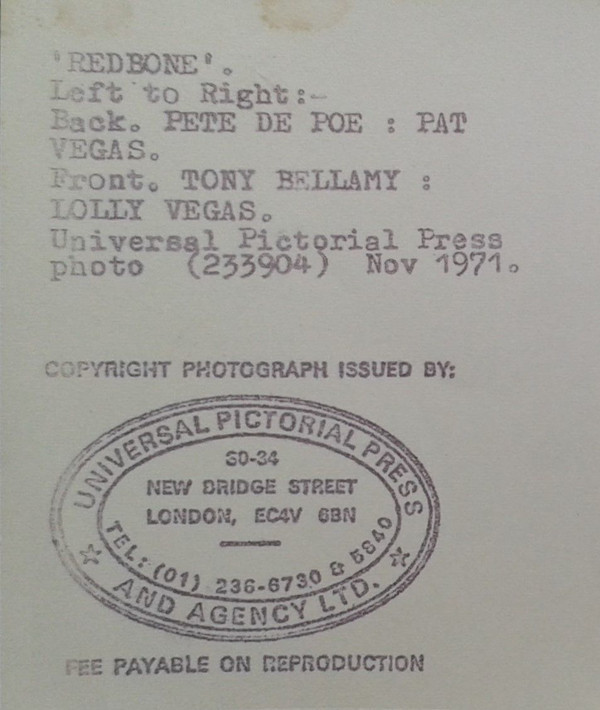 'REDBONE'.
Left to Right:-
Back. PETE DE POE : PAT
VEGAS.
Front. TONY BELLAMY :
LOLLY VEGAS.
Universal Pictorial Press
photo (233904) Nov 1971.
COPYRIGHT PHOTOGRAPH ISSUED BY:
UNIVERSAL PICTORIAL PRESS
30-34
NEW BRIDGE STREET
LONDON, EC4V 6BN
TEL: (01) 236-6730 & 5840
AND AGENCY LTD.
FEE PAYABLE ON REPRODUCTION